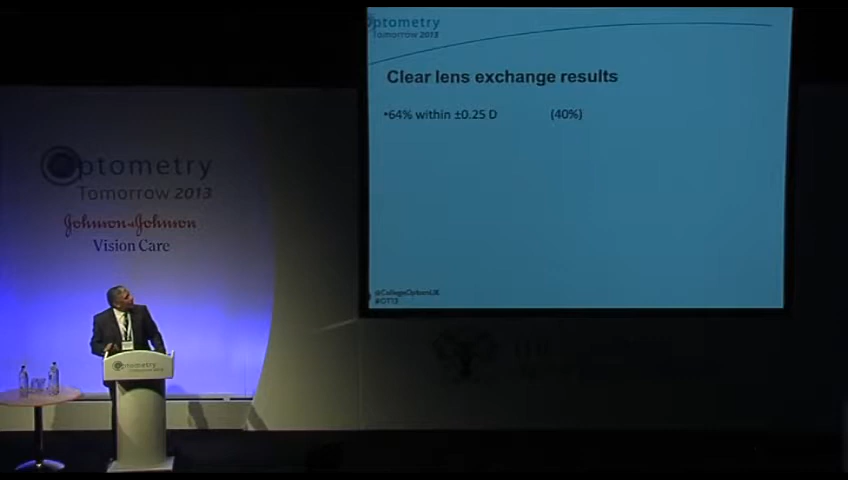 Optometry
Tomorrow 2013
Clear lens exchange results
•64% within ±0.25 D (40%)
@CollegeOptomUK
#OT13
Optometry
Tomorrow 2013
Johnson & Johnson
Vision Care
Optometry